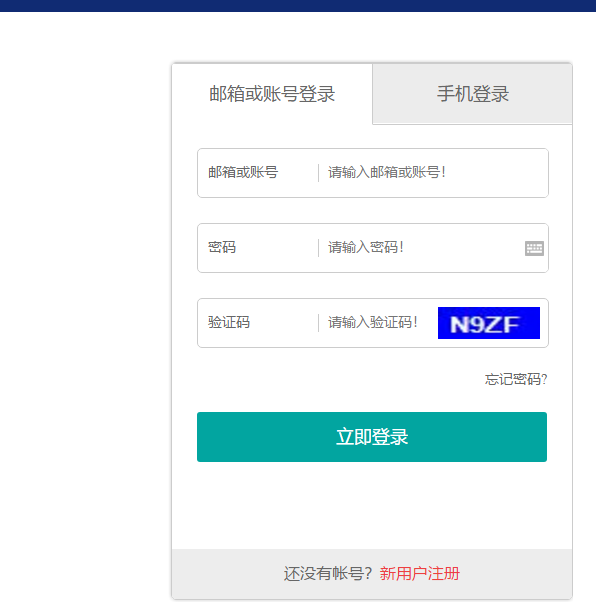 邮箱或账号登录 手机登录
邮箱或账号 请输入邮箱或账号!
密码 请输入密码!
验证码 请输入验证码! N9ZF
忘记密码?
立即登录
还没有帐号? 新用户注册